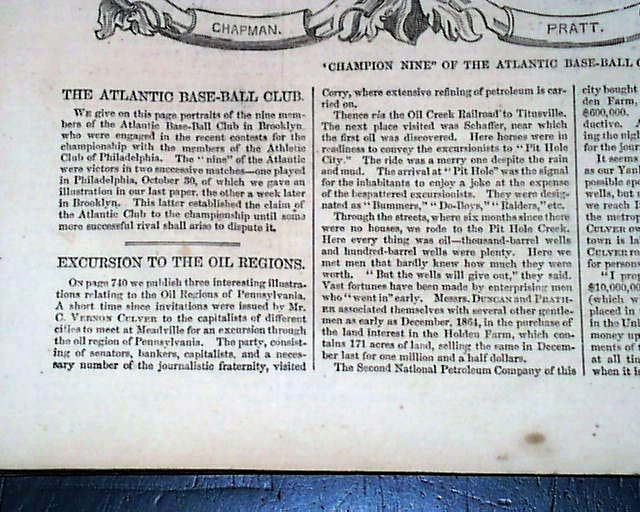 CHAPMAN.
PRATT.
"CHAMPION NINE" OF THE ATLANTIC BASE-BALL C
THE ATLANTIC BASE-BALL CLUB.
WE give on this page portraits of the nine mem-
bers of the Atlantic Base-Ball Club in Brooklyn,
who were engaged in the recent contests for the
championship with the members of the Athletic
Club of Philadelphia. The "nine" of the Atlantic
were victors in two successive matches—one played
in Philadelphia, October 30, of which we gave an
illustration in our last paper, the other a week later
in Brooklyn. This latter established the claim of
the Atlantic Club to the championship until some
more successful rival shall arise to dispute it.
EXCURSION TO THE OIL REGIONS.
ON page 740 we publish three interesting illustra-
tions relating to the Oil Regions of Pennsylvania.
A short time since invitations were issued by Mr.
C. VERNON CULVER to the capitalists of different
cities to meet at Meadville for an excursion through
the oil region of Pennsylvania. The party, consist-
ing of senators, bankers, capitalists, and a neces-
sary number of the journalistic fraternity, visited
Corry, where extensive refining of petroleum is car-
ried on.
Thence via the Oil Creek Railroad to Titusville.
The next place visited was Schaffer, near which
the first oil was discovered. Here horses were in
readiness to convey the excursionists to "Pit Hole
City." The ride was a merry one despite the rain
and mud. The arrival at "Pit Hole" was the signal
for the inhabitants to enjoy a joke at the expense
of the bespattered excursionists. They were desig-
nated as "Bummers," "Do-Boys," "Raiders," etc.
Through the streets, where six months since there
were no houses, we rode to the Pit Hole Creek.
Here every thing was oil—thousand-barrel wells
and hundred-barrel wells were plenty. Here we
met men that hardly knew how much they were
worth. "But the wells will give out," they said.
Vast fortunes have been made by enterprising men
who "went in" early. Messrs. DUNCAN and PRATH-
ER associated themselves with several other gentle-
men as early as December, 1864, in the purchase of
the land interest in the Holden Farm, which con-
tains 171 acres of land, selling the same in Decem-
ber last for one million and a half dollars.
The Second National Petroleum Company of this
city bought
den Farm,
$600,000.
ductive. A
ing the nigh
for the jour
It seems
as our Yank
possible ep
wells, but n
we reach I
the metro
CULVER ow
town is la
CULVER fo
for person
"I pro
$10,000,00
(which w
placed in
in the Uni
money up
ments of t
at all tin
when it is